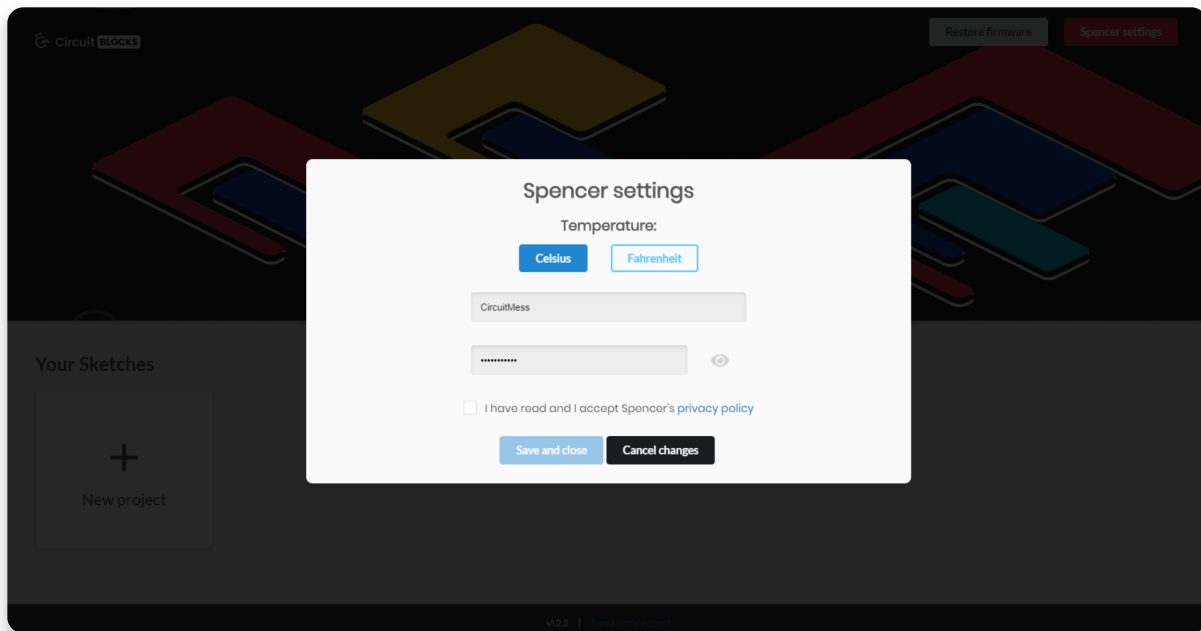 Circuit BLOCKS
Restore firmware
Spencer settings
Spencer settings
Temperature:
Celsius
Fahrenheit
CircuitMess
•••••••••••
I have read and I accept Spencer's privacy policy
Save and close
Cancel changes
Your Sketches
New project
v1.2.2 |